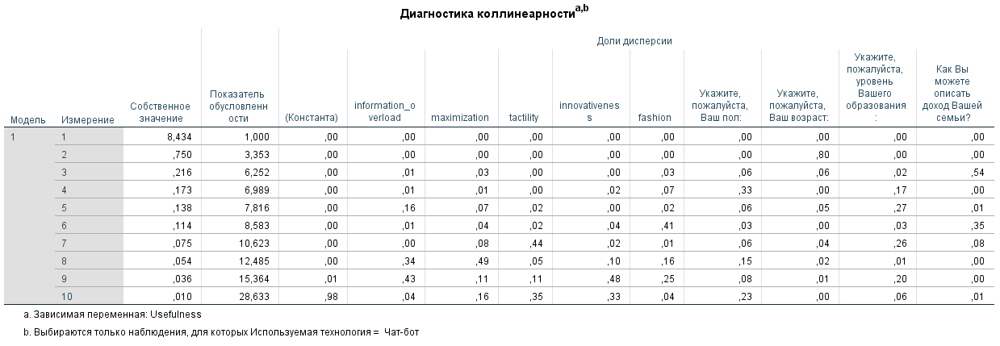 Диагностика коллинеарности a,b
Доли дисперсии
Модель Измерение Собственное значение Показатель обусловленн ости (Константа) information_o verload maximization tactility innovativenes s fashion Укажите, пожалуйста, Ваш пол: Укажите, пожалуйста, Ваш возраст: Укажите, пожалуйста, уровень Вашего образования : Как Вы можете описать доход Вашей семьи?
1 1 8,434 1,000 ,00 ,00 ,00 ,00 ,00 ,00 ,00 ,00 ,00 ,00
2 ,750 3,353 ,00 ,00 ,00 ,00 ,00 ,00 ,00 ,80 ,00 ,00
3 ,216 6,252 ,00 ,01 ,03 ,00 ,00 ,03 ,06 ,06 ,02 ,54
4 ,173 6,989 ,00 ,01 ,01 ,00 ,02 ,07 ,33 ,00 ,17 ,00
5 ,138 7,816 ,00 ,16 ,07 ,02 ,00 ,02 ,06 ,05 ,27 ,01
6 ,114 8,583 ,00 ,01 ,04 ,02 ,04 ,41 ,03 ,00 ,03 ,35
7 ,075 10,623 ,00 ,00 ,08 ,44 ,02 ,01 ,06 ,04 ,26 ,08
8 ,054 12,485 ,00 ,34 ,49 ,05 ,10 ,16 ,15 ,02 ,01 ,00
9 ,036 15,364 ,01 ,43 ,11 ,11 ,48 ,25 ,08 ,01 ,20 ,00
10 ,010 28,633 ,98 ,04 ,16 ,35 ,33 ,04 ,23 ,00 ,06 ,01
a. Зависимая переменная: Usefulness
b. Выбираются только наблюдения, для которых Используемая технология = Чат-бот